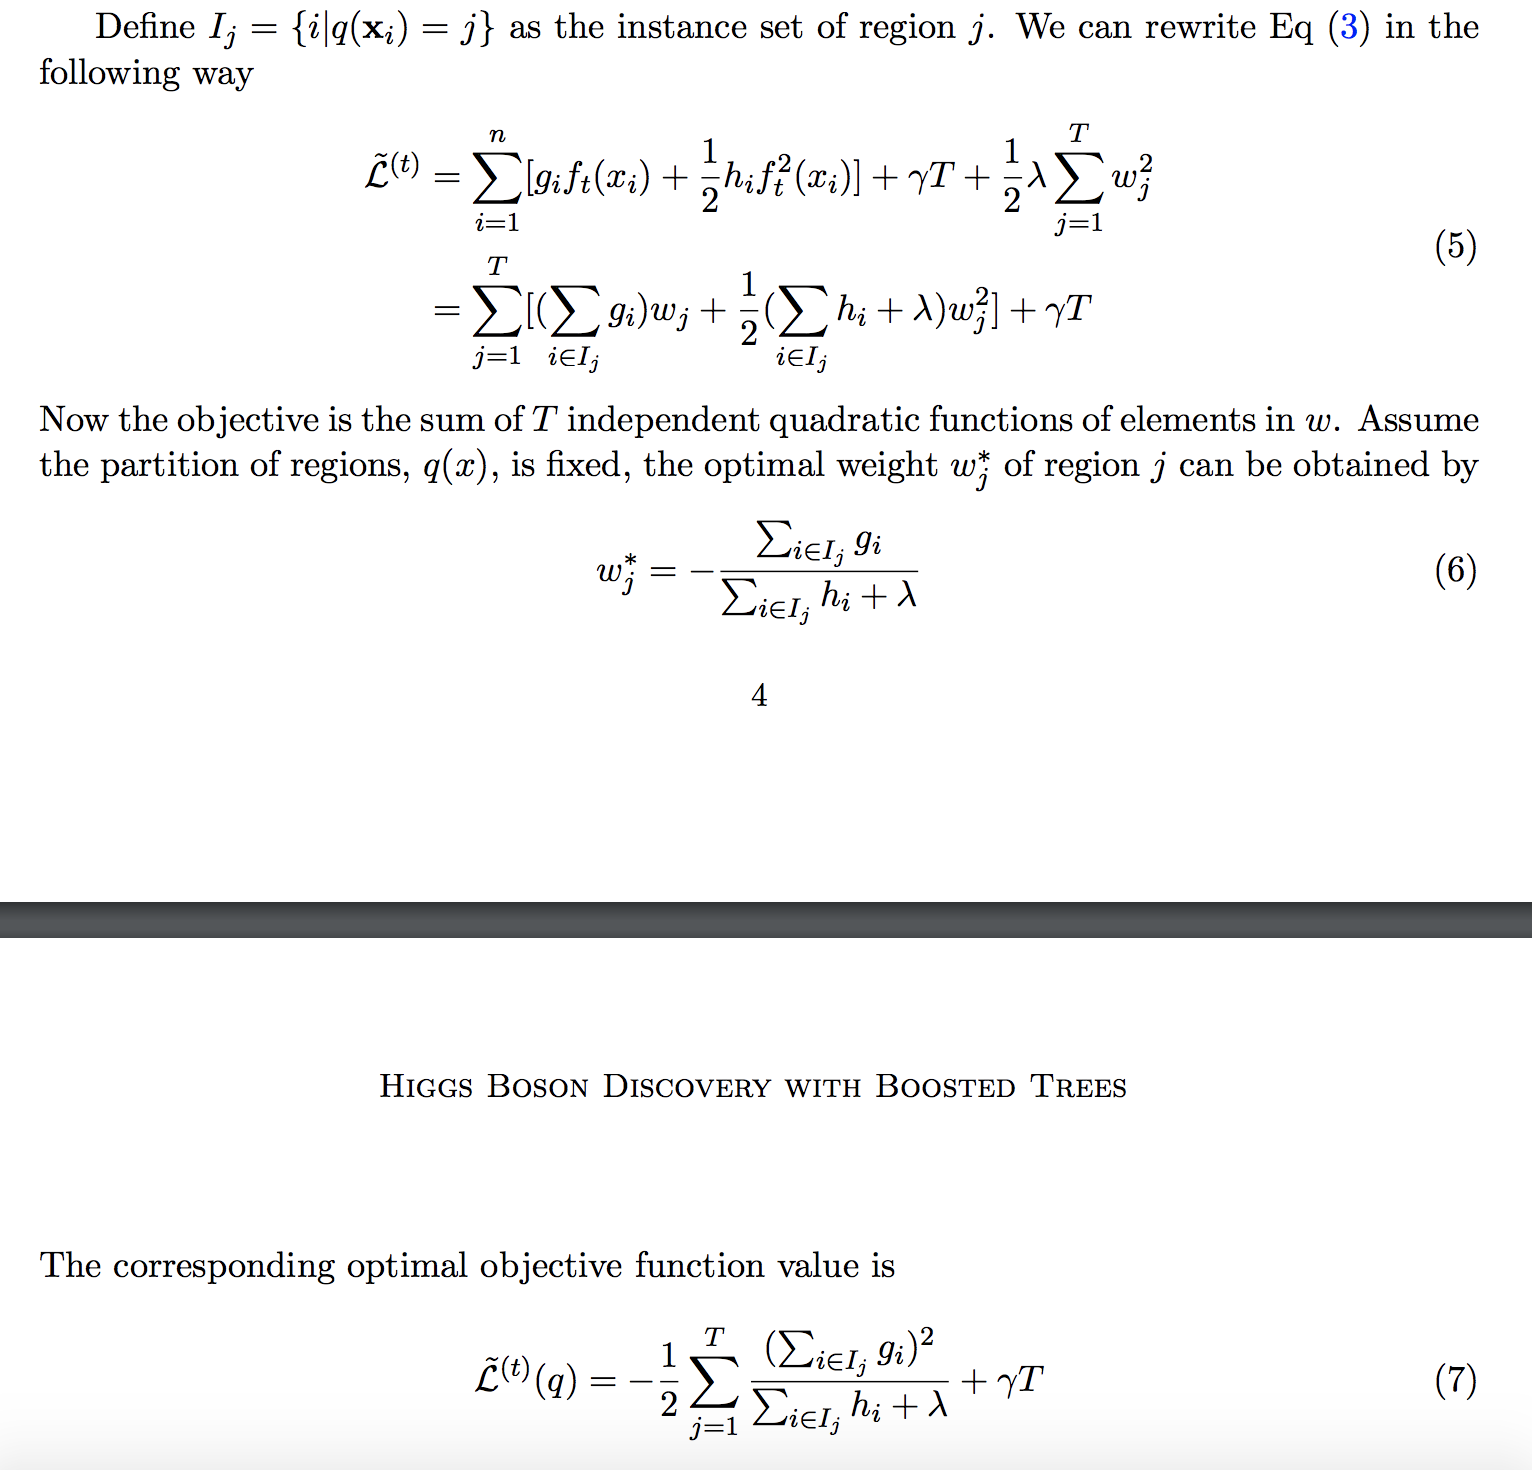 Define I_j = {i|q(x_i) = j} as the instance set of region j. We can rewrite Eq (3) in the
following way
\tilde{\mathcal{L}}^{(t)} = \sum_{i=1}^{n} [g_i f_t(x_i) + \frac{1}{2} h_i f_t^2(x_i)] + \gamma T + \frac{1}{2} \lambda \sum_{j=1}^{T} w_j^2
= \sum_{j=1}^{T} [(\sum_{i \in I_j} g_i) w_j + \frac{1}{2} (\sum_{i \in I_j} h_i + \lambda) w_j^2] + \gamma T
(5)
Now the objective is the sum of T independent quadratic functions of elements in w. Assume
the partition of regions, q(x), is fixed, the optimal weight w_j^* of region j can be obtained by
w_j^* = -\frac{\sum_{i \in I_j} g_i}{\sum_{i \in I_j} h_i + \lambda} (6)
4
HIGGS BOSON DISCOVERY WITH BOOSTED TREES
The corresponding optimal objective function value is
\tilde{\mathcal{L}}^{(t)}(q) = -\frac{1}{2} \sum_{j=1}^{T} \frac{(\sum_{i \in I_j} g_i)^2}{\sum_{i \in I_j} h_i + \lambda} + \gamma T (7)